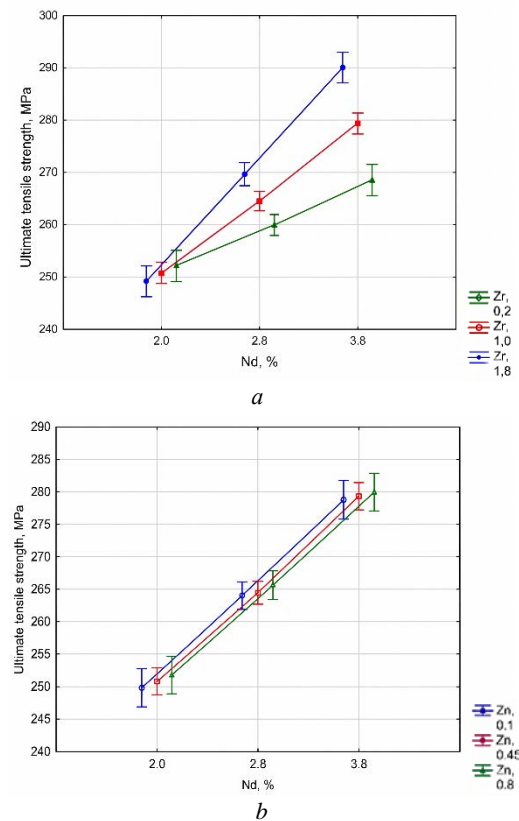 Ultimate tensile strength, MPa
300
290
280
270
260
250
240
2.0
2.8
3.8
Nd, %
Zr,
0,2
Zr,
1,0
Zr,
1,8
a
Ultimate tensile strength, MPa
290
285
280
275
270
265
260
255
250
245
240
2.0
2.8
3.8
Nd, %
Zn,
0,1
Zn,
0.45
Zn,
0.8
b